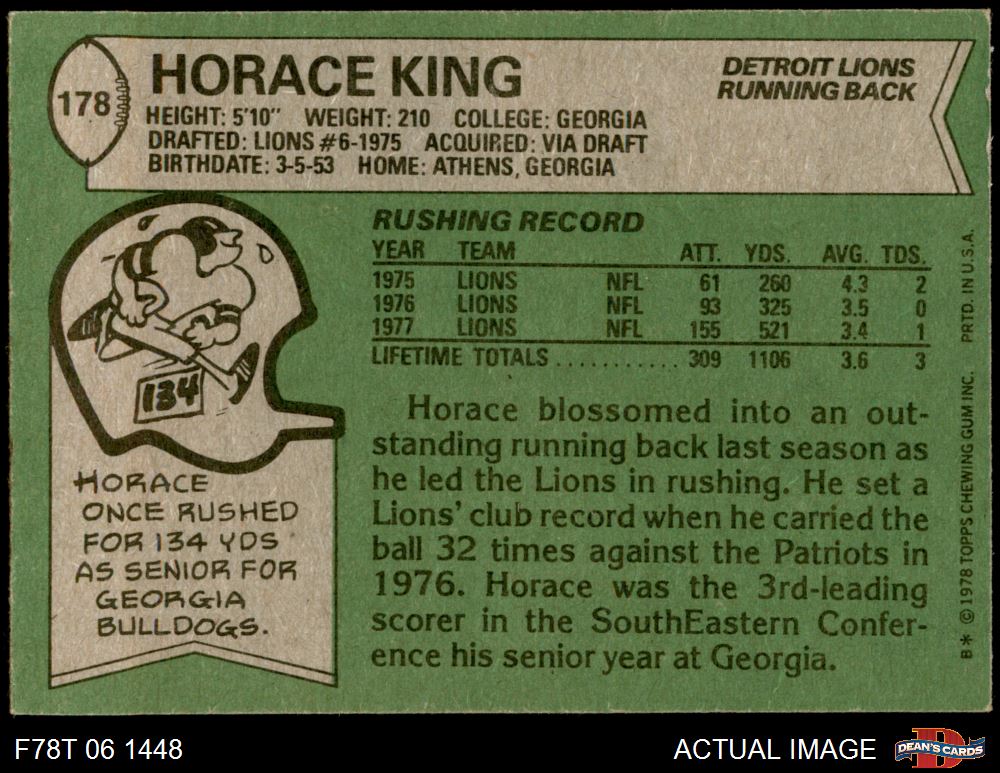 178
HORACE KING
DETROIT LIONS
RUNNING BACK
HEIGHT: 5'10" WEIGHT: 210 COLLEGE: GEORGIA
DRAFTED: LIONS #6-1975 ACQUIRED: VIA DRAFT
BIRTHDATE: 3-5-53 HOME: ATHENS, GEORGIA
134
HORACE
ONCE RUSHED
FOR 134 YDS
AS SENIOR FOR
GEORGIA
BULLDOGS.
RUSHING RECORD
YEAR TEAM ATT. YDS. AVG. TDS.
1975 LIONS NFL 61 260 4.3 2
1976 LIONS NFL 93 325 3.5 0
1977 LIONS NFL 155 521 3.4 1
LIFETIME TOTALS ........... 309 1106 3.6 3
Horace blossomed into an out-
standing running back last season as
he led the Lions in rushing. He set a
Lions' club record when he carried the
ball 32 times against the Patriots in
1976. Horace was the 3rd-leading
scorer in the SouthEastern Confer-
ence his senior year at Georgia.
B* © 1978 TOPPS CHEWING GUM INC. PRTD. IN U.S.A.
F78T 06 1448
ACTUAL IMAGE
D
DEAN'S CARDS